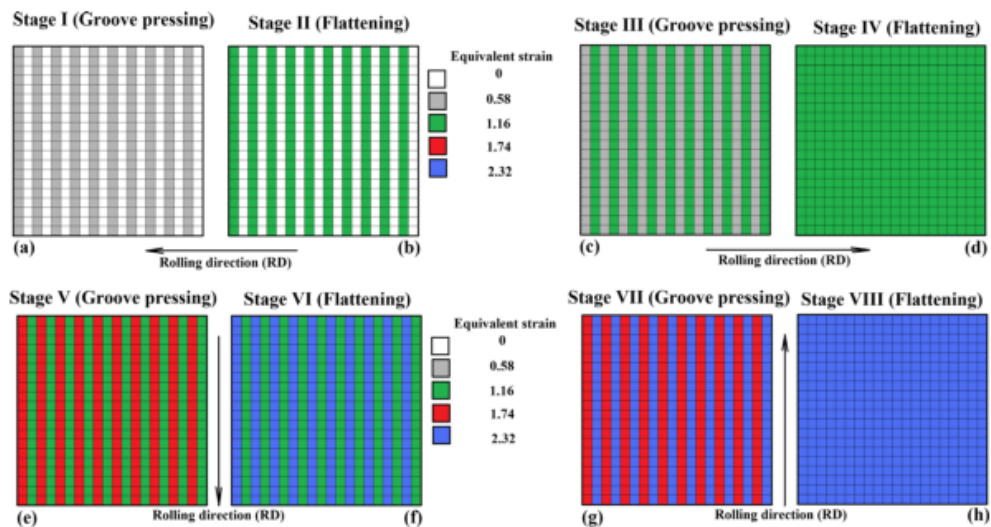 Stage I (Groove pressing)
Stage II (Flattening)
Equivalent strain
0
0.58
1.16
1.74
2.32
(a)
(b)
Rolling direction (RD)
Stage III (Groove pressing)
Stage IV (Flattening)
(c)
(d)
Rolling direction (RD)
Stage V (Groove pressing)
Stage VI (Flattening)
Equivalent strain
0
0.58
1.16
1.74
2.32
(e)
(f)
Rolling direction (RD)
Stage VII (Groove pressing)
Stage VIII (Flattening)
(g)
(h)
Rolling direction (RD)